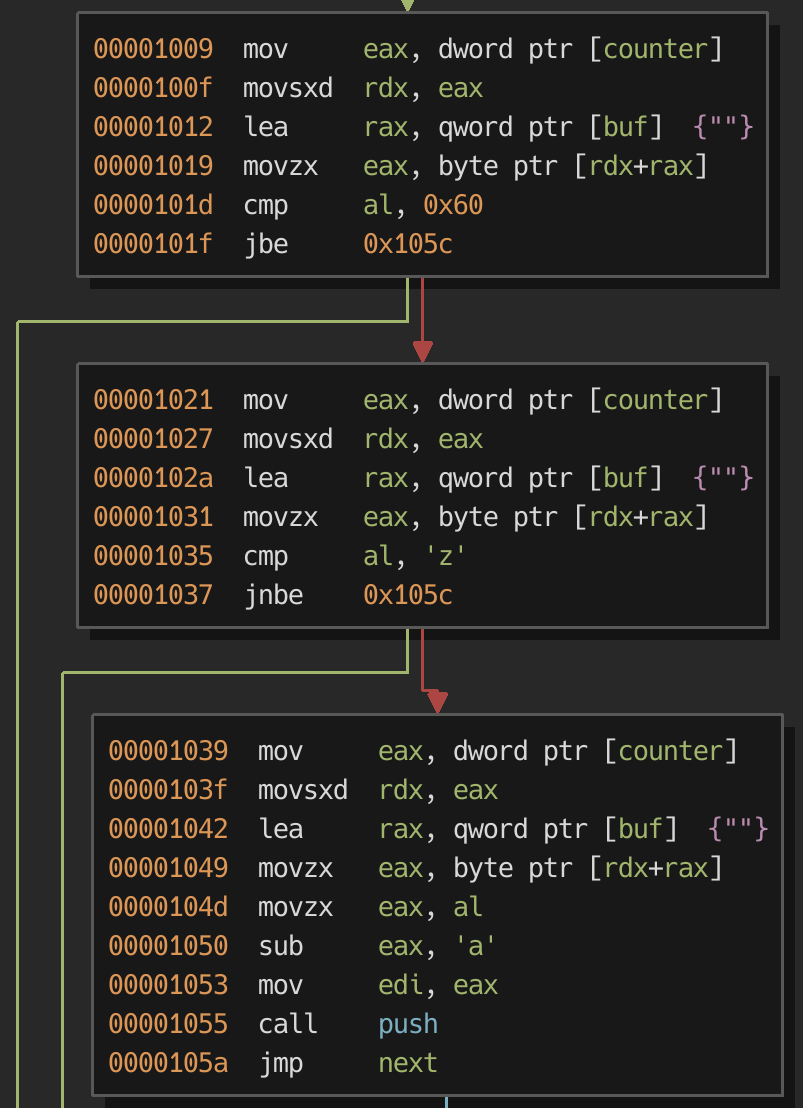 00001009  mov     eax, dword ptr [counter]
0000100f  movsxd  rdx, eax
00001012  lea     rax, qword ptr [buf]  {""}
00001019  movzx   eax, byte ptr [rdx+rax]
0000101d  cmp     al, 0x60
0000101f  jbe     0x105c
00001021  mov     eax, dword ptr [counter]
00001027  movsxd  rdx, eax
0000102a  lea     rax, qword ptr [buf]  {""}
00001031  movzx   eax, byte ptr [rdx+rax]
00001035  cmp     al, 'z'
00001037  jnbe    0x105c
00001039  mov     eax, dword ptr [counter]
0000103f  movsxd  rdx, eax
00001042  lea     rax, qword ptr [buf]  {""}
00001049  movzx   eax, byte ptr [rdx+rax]
0000104d  movzx   eax, al
00001050  sub     eax, 'a'
00001053  mov     edi, eax
00001055  call    push
0000105a  jmp     next